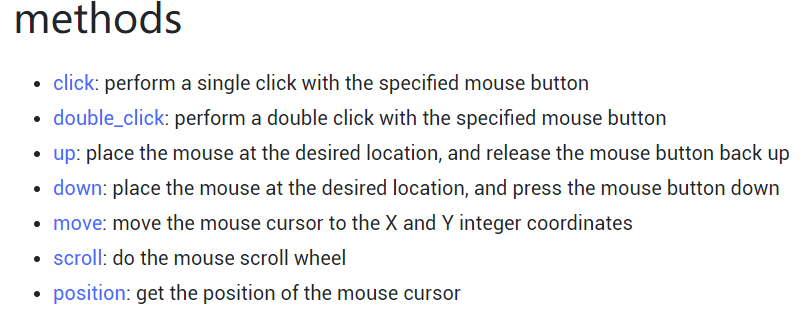 methods
click: perform a single click with the specified mouse button
double_click: perform a double click with the specified mouse button
up: place the mouse at the desired location, and release the mouse button back up
down: place the mouse at the desired location, and press the mouse button down
move: move the mouse cursor to the X and Y integer coordinates
scroll: do the mouse scroll wheel
position: get the position of the mouse cursor